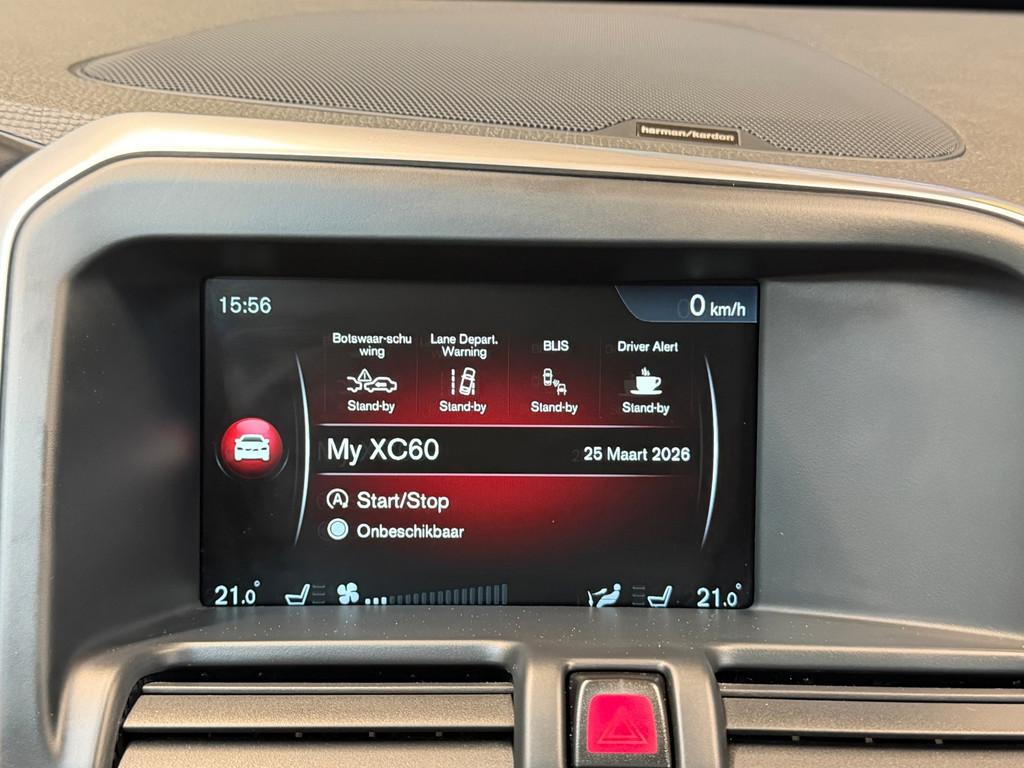 harman/kardon
15:56
0 km/h
Botswaar-schu
wing
Lane Depart.
Warning
BLIS
Driver Alert
Stand-by
Stand-by
Stand-by
Stand-by
My XC60
25 Maart 2026
Start/Stop
Onbeschikbaar
21.0°
21.0°